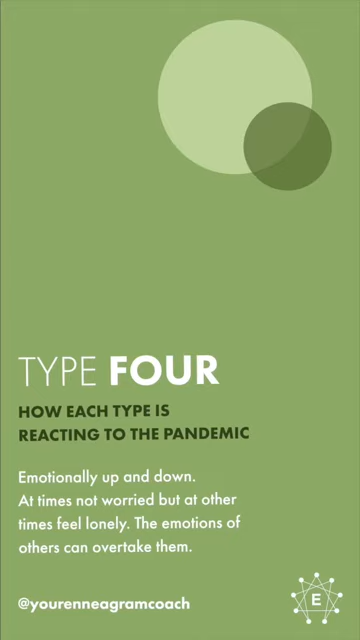 TYPE FOUR
HOW EACH TYPE IS
REACTING TO THE PANDEMIC
Emotionally up and down.
At times not worried but at other
times feel lonely. The emotions of
others can overtake them.
@yourenneagramcoach
E